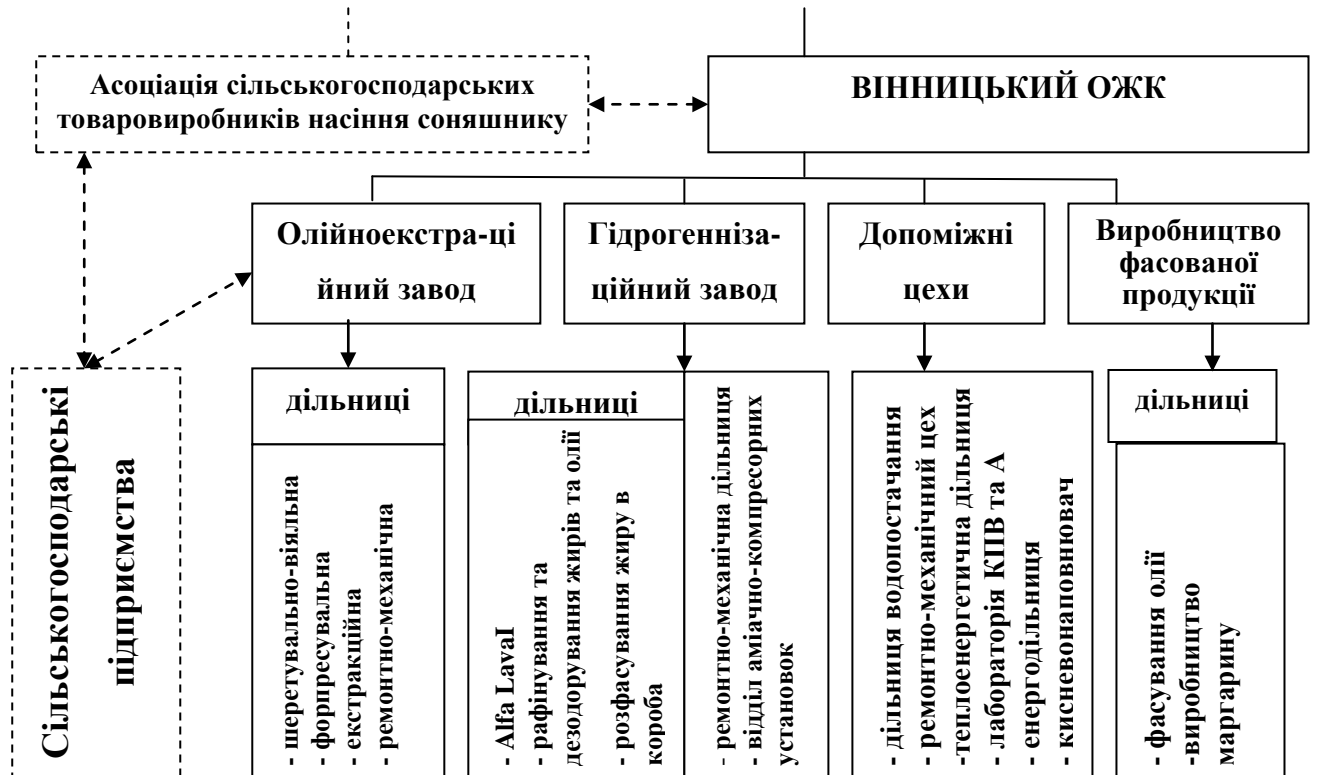 Асоціація сільськогосподарських
товаровиробників насіння соняшнику
ВІННИЦЬКИЙ ОЖК
Олійноекстра-ці
йний завод
Гідрогенніза-
ційний завод
Допоміжні
цехи
Виробництво
фасованої
продукції
Сільськогосподарські
підприємства
дільниці
- шеретувально-віяльна
- форпресувальна
- екстракційна
- ремонтно-механічна
дільниці
- Alfa Laval
- рафінування та
дезодорування жирів та олії
- розфасування жиру в
короба
- ремонтно-механічна дільниця
- відділ аміачно-компресорних
установок
- дільниця водопостачання
- ремонтно-механічний цех
-теплоенергетична дільниця
- лабораторія КПВ та А
- енергодільниця
- кисневонаповнювач
дільниці
- фасування олії
-виробництво
маргарину